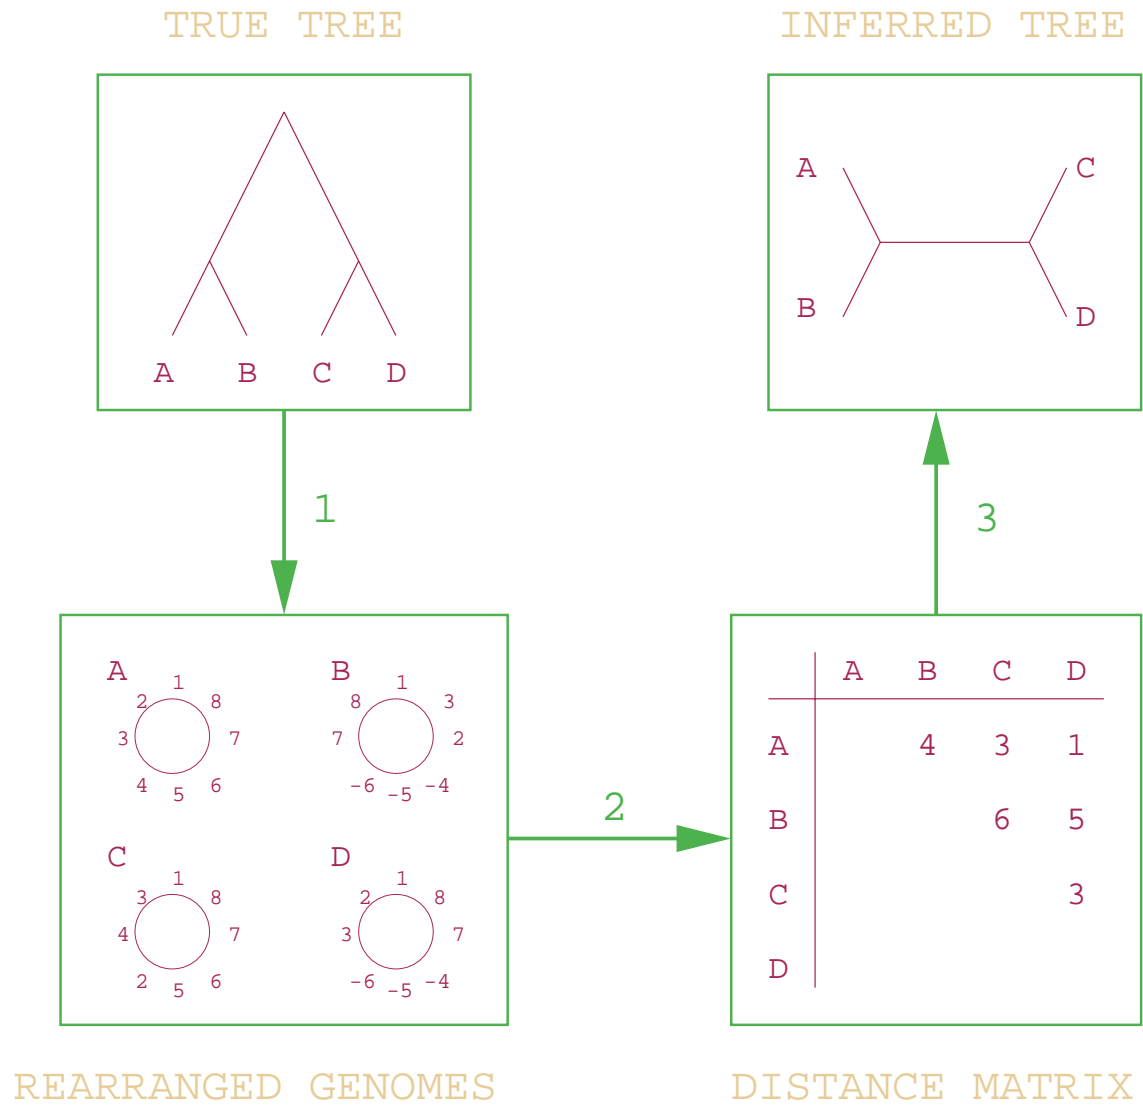 TRUE TREE
A B C D
1
REARRANGED GENOMES
A
1
2 8
3 7
4 6
5
B
1
8 3
7 2
-6 -4
-5
C
1
3 8
4 7
2 6
5
D
1
2 8
3 7
-6 -4
-5
2
INFERRED TREE
A C
B D
3
A B C D
A 4 3 1
B 6 5
C 3
D
DISTANCE MATRIX